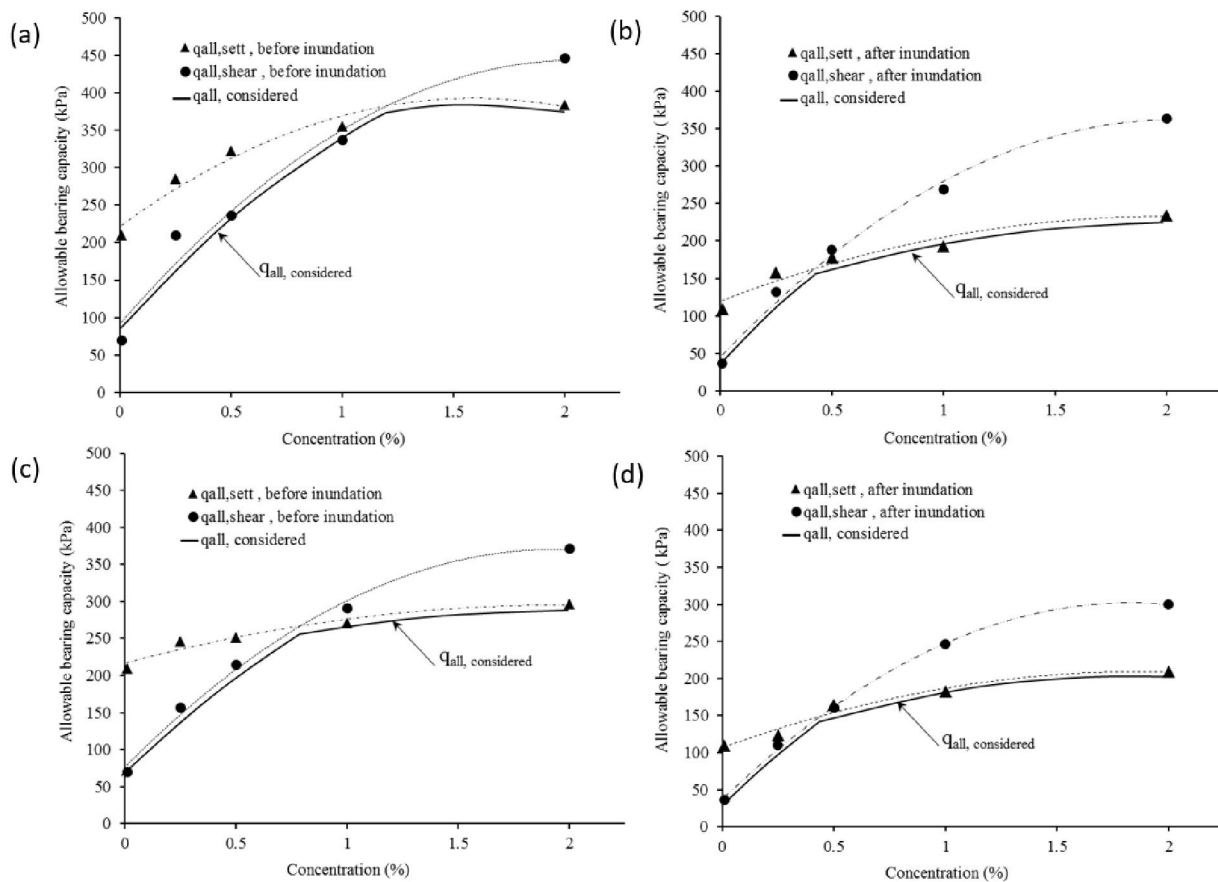 (a)
Allowable bearing capacity (kPa)
500
450
400
350
300
250
200
150
100
50
0
qall,sett , before inundation
qall,shear , before inundation
qall, considered
qall, considered
0 0.5 1 1.5 2
Concentration (%)
(b)
Allowable bearing capacity ( kPa)
500
450
400
350
300
250
200
150
100
50
0
qall,sett , after inundation
qall,shear , after inundation
qall, considered
qall, considered
0 0.5 1 1.5 2
Concentration (%)
(c)
Allowable bearing capacity (kPa)
500
450
400
350
300
250
200
150
100
50
0
qall,sett , before inundation
qall,shear , before inundation
qall, considered
qall, considered
0 0.5 1 1.5 2
Concentration (%)
(d)
Allowable bearing capacity ( kPa)
500
450
400
350
300
250
200
150
100
50
0
qall,sett , after inundation
qall,shear , after inundation
qall, considered
qall, considered
0 0.5 1 1.5 2
Concentration (%)